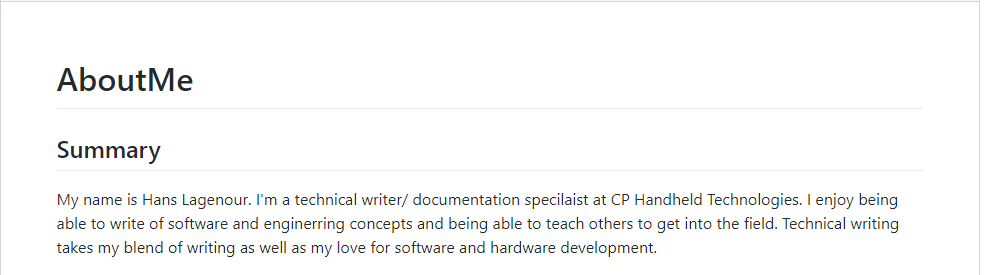 AboutMe
Summary
My name is Hans Lagenour. I'm a technical writer/ documentation specilaist at CP Handheld Technologies. I enjoy being
able to write of software and enginerring concepts and being able to teach others to get into the field. Technical writing
takes my blend of writing as well as my love for software and hardware development.